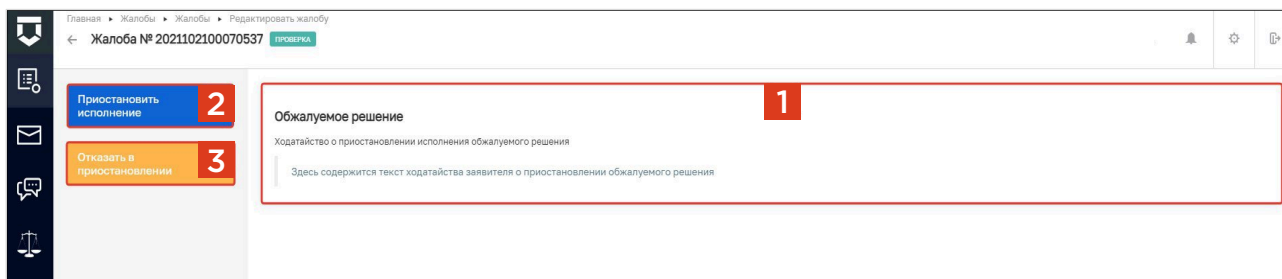 Главная ▸ Жалобы ▸ Жалобы ▸ Редактировать жалобу
← Жалоба № 2021102100070537 ПРОВЕРКА
Приостановить
исполнение
2
Отказать в
приостановлении
3
1
Обжалуемое решение
Ходатайство о приостановлении исполнения обжалуемого решения
Здесь содержится текст ходатайства заявителя о приостановлении обжалуемого решения